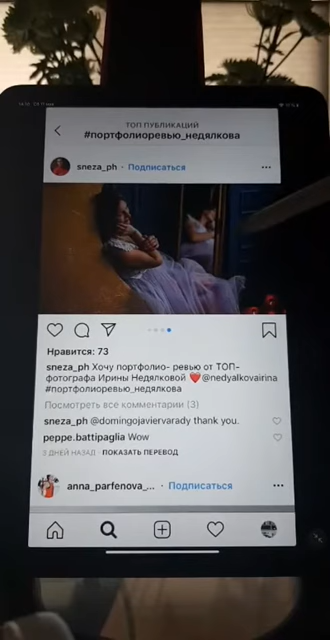 ТОП ПУБЛИКАЦИЙ
#портфолиоревью_недялкова
sneza_ph · Подписаться
Нравится: 73
sneza_ph Хочу портфолио- ревью от ТОП-
фотографа Ирины Недялковой ❤️@nedyalkovairina
#портфолиоревью_недялкова
Посмотреть все комментарии (3)
sneza_ph @domingojaviervarady thank you.
peppe.battipaglia Wow
3 ДНЕЙ НАЗАД · ПОКАЗАТЬ ПЕРЕВОД
anna_parfenova_... · Подписаться